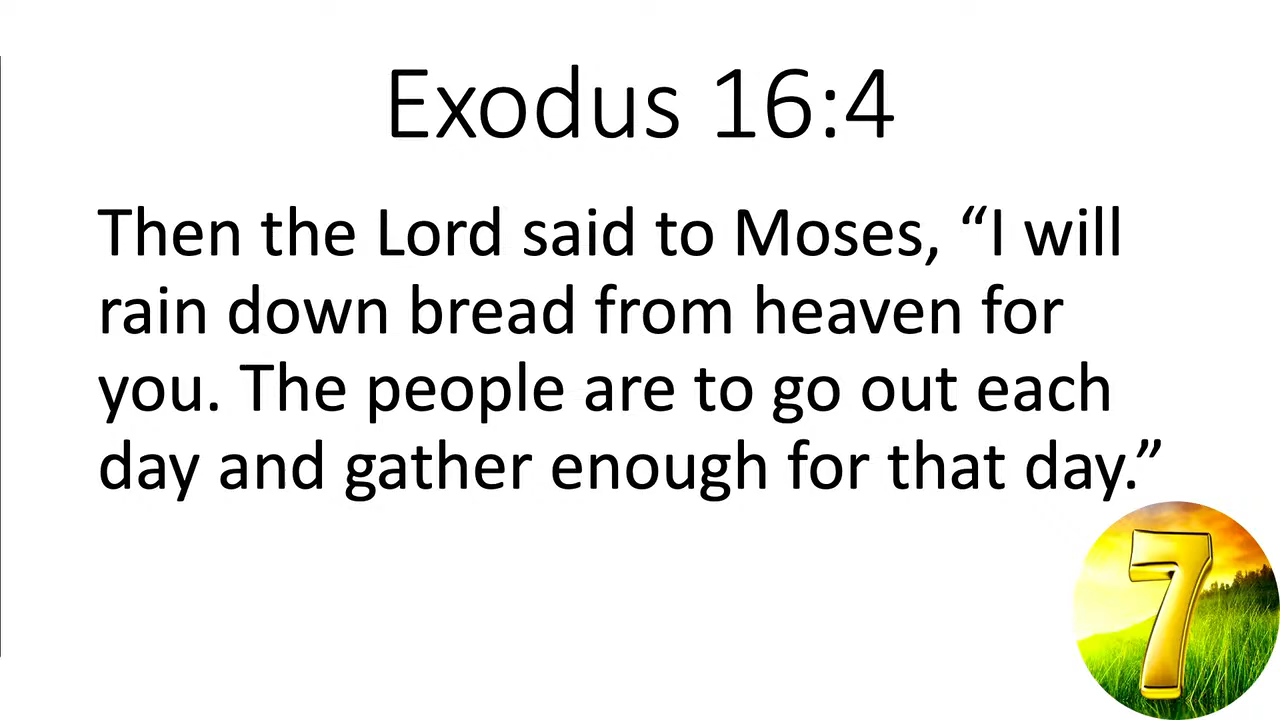 Exodus 16:4
Then the Lord said to Moses, “I will
rain down bread from heaven for
you. The people are to go out each
day and gather enough for that day.”
7